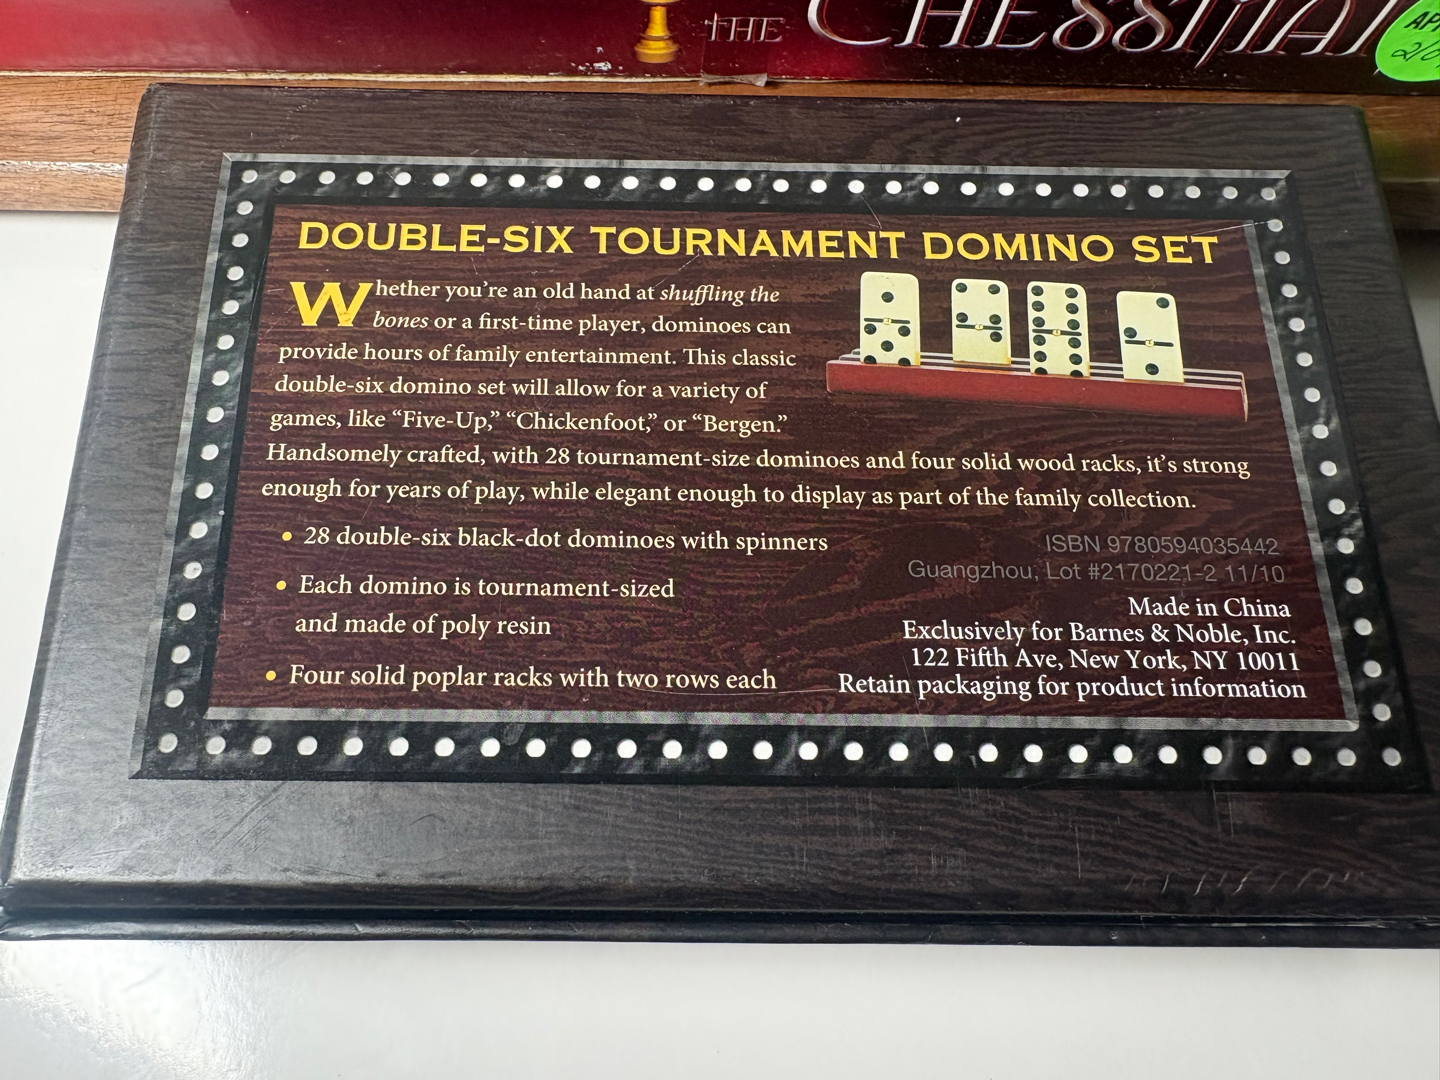 THE CHESSMA
DOUBLE-SIX TOURNAMENT DOMINO SET
Whether you're an old hand at shuffling the
bones or a first-time player, dominoes can
provide hours of family entertainment. This classic
double-six domino set will allow for a variety of
games, like “Five-Up,” “Chickenfoot,” or “Bergen.”
Handsomely crafted, with 28 tournament-size dominoes and four solid wood racks, it's strong
enough for years of play, while elegant enough to display as part of the family collection.
• 28 double-six black-dot dominoes with spinners
• Each domino is tournament-sized
and made of poly resin
• Four solid poplar racks with two rows each
ISBN 9780594035442
Guangzhou, Lot #2170221-2 11/10
Made in China
Exclusively for Barnes & Noble, Inc.
122 Fifth Ave, New York, NY 10011
Retain packaging for product information